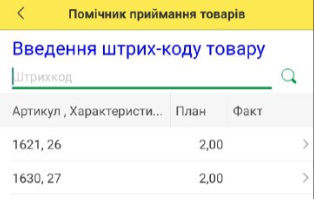 Помічник приймання товарів
Введення штрих-коду товару
Штрихкод
Артикул , Характеристи... План Факт
1621, 26 2,00
1630, 27 2,00